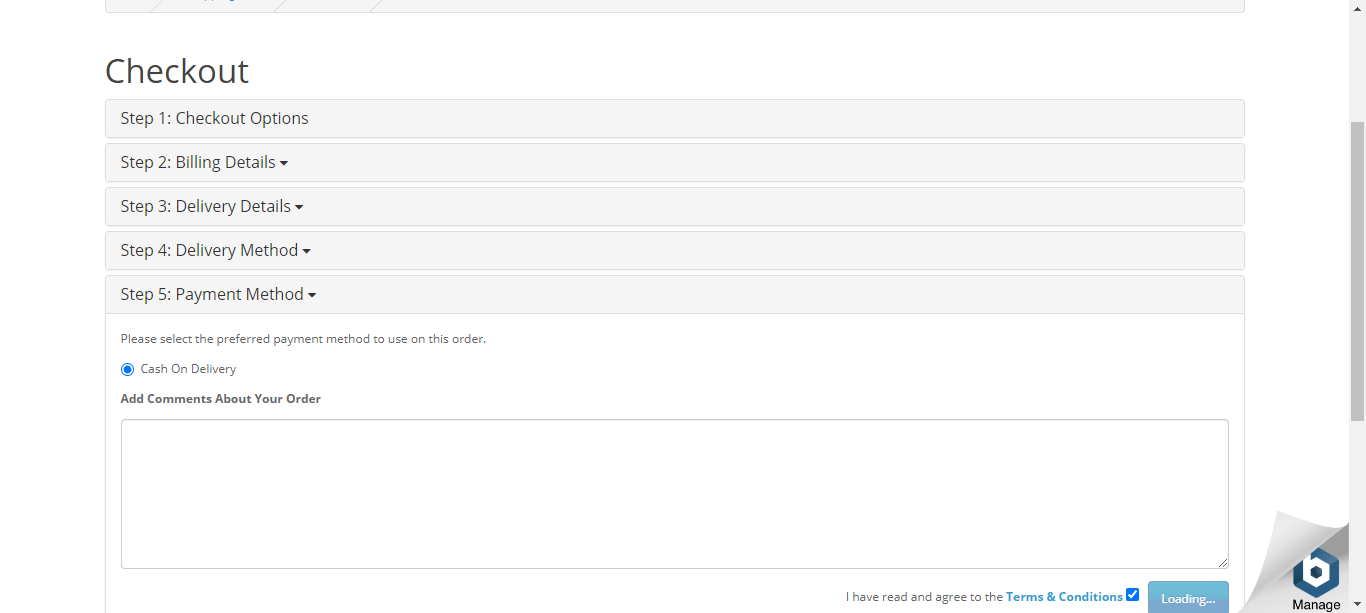 Checkout
Step 1: Checkout Options
Step 2: Billing Details
Step 3: Delivery Details
Step 4: Delivery Method
Step 5: Payment Method
Please select the preferred payment method to use on this order.
Cash On Delivery
Add Comments About Your Order
I have read and agree to the Terms & Conditions
Loading...
Manage